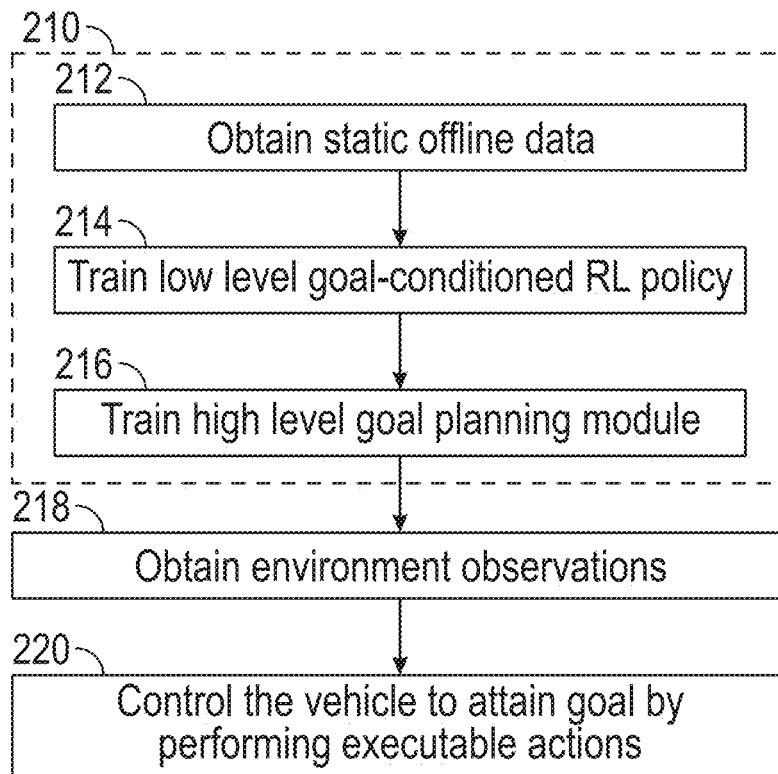 210
212
Obtain static offline data
214
Train low level goal-conditioned RL policy
216
Train high level goal planning module
218
Obtain environment observations
220
Control the vehicle to attain goal by
performing executable actions